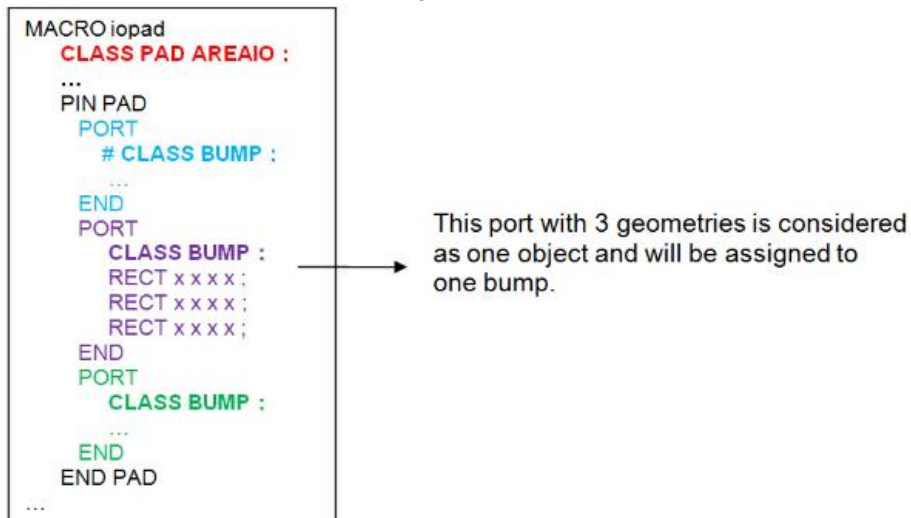 MACRO iopad
CLASS PAD AREAIO :
...
PIN PAD
PORT
# CLASS BUMP :
...
END
PORT
CLASS BUMP :
RECT x x x x ;
RECT x x x x ;
RECT x x x x ;
END
PORT
CLASS BUMP :
...
END
END PAD
...
This port with 3 geometries is considered
as one object and will be assigned to
one bump.